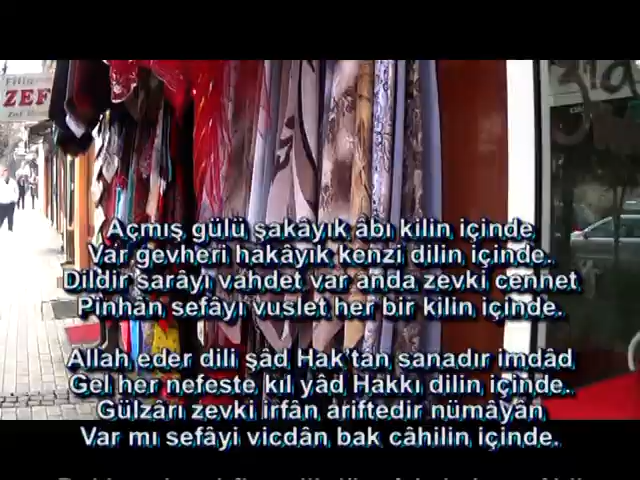 Filiz
ZEF
Açmış gülü şakâyık âbı kilin içinde
Var gevheri hakâyık kenzi dilin içinde.
Dildir sarâyı vahdet var anda zevki cennet
Pinhân sefâyı vuslet her bir kilin içinde.
Allah eder dili şâd Hak'tan sanadır imdâd
Gel her nefeste kıl yâd Hakkı dilin içinde.
Gülzârı zevki irfân âriftedir nümâyân
Var mı sefâyi vicdân bak câhilin içinde.